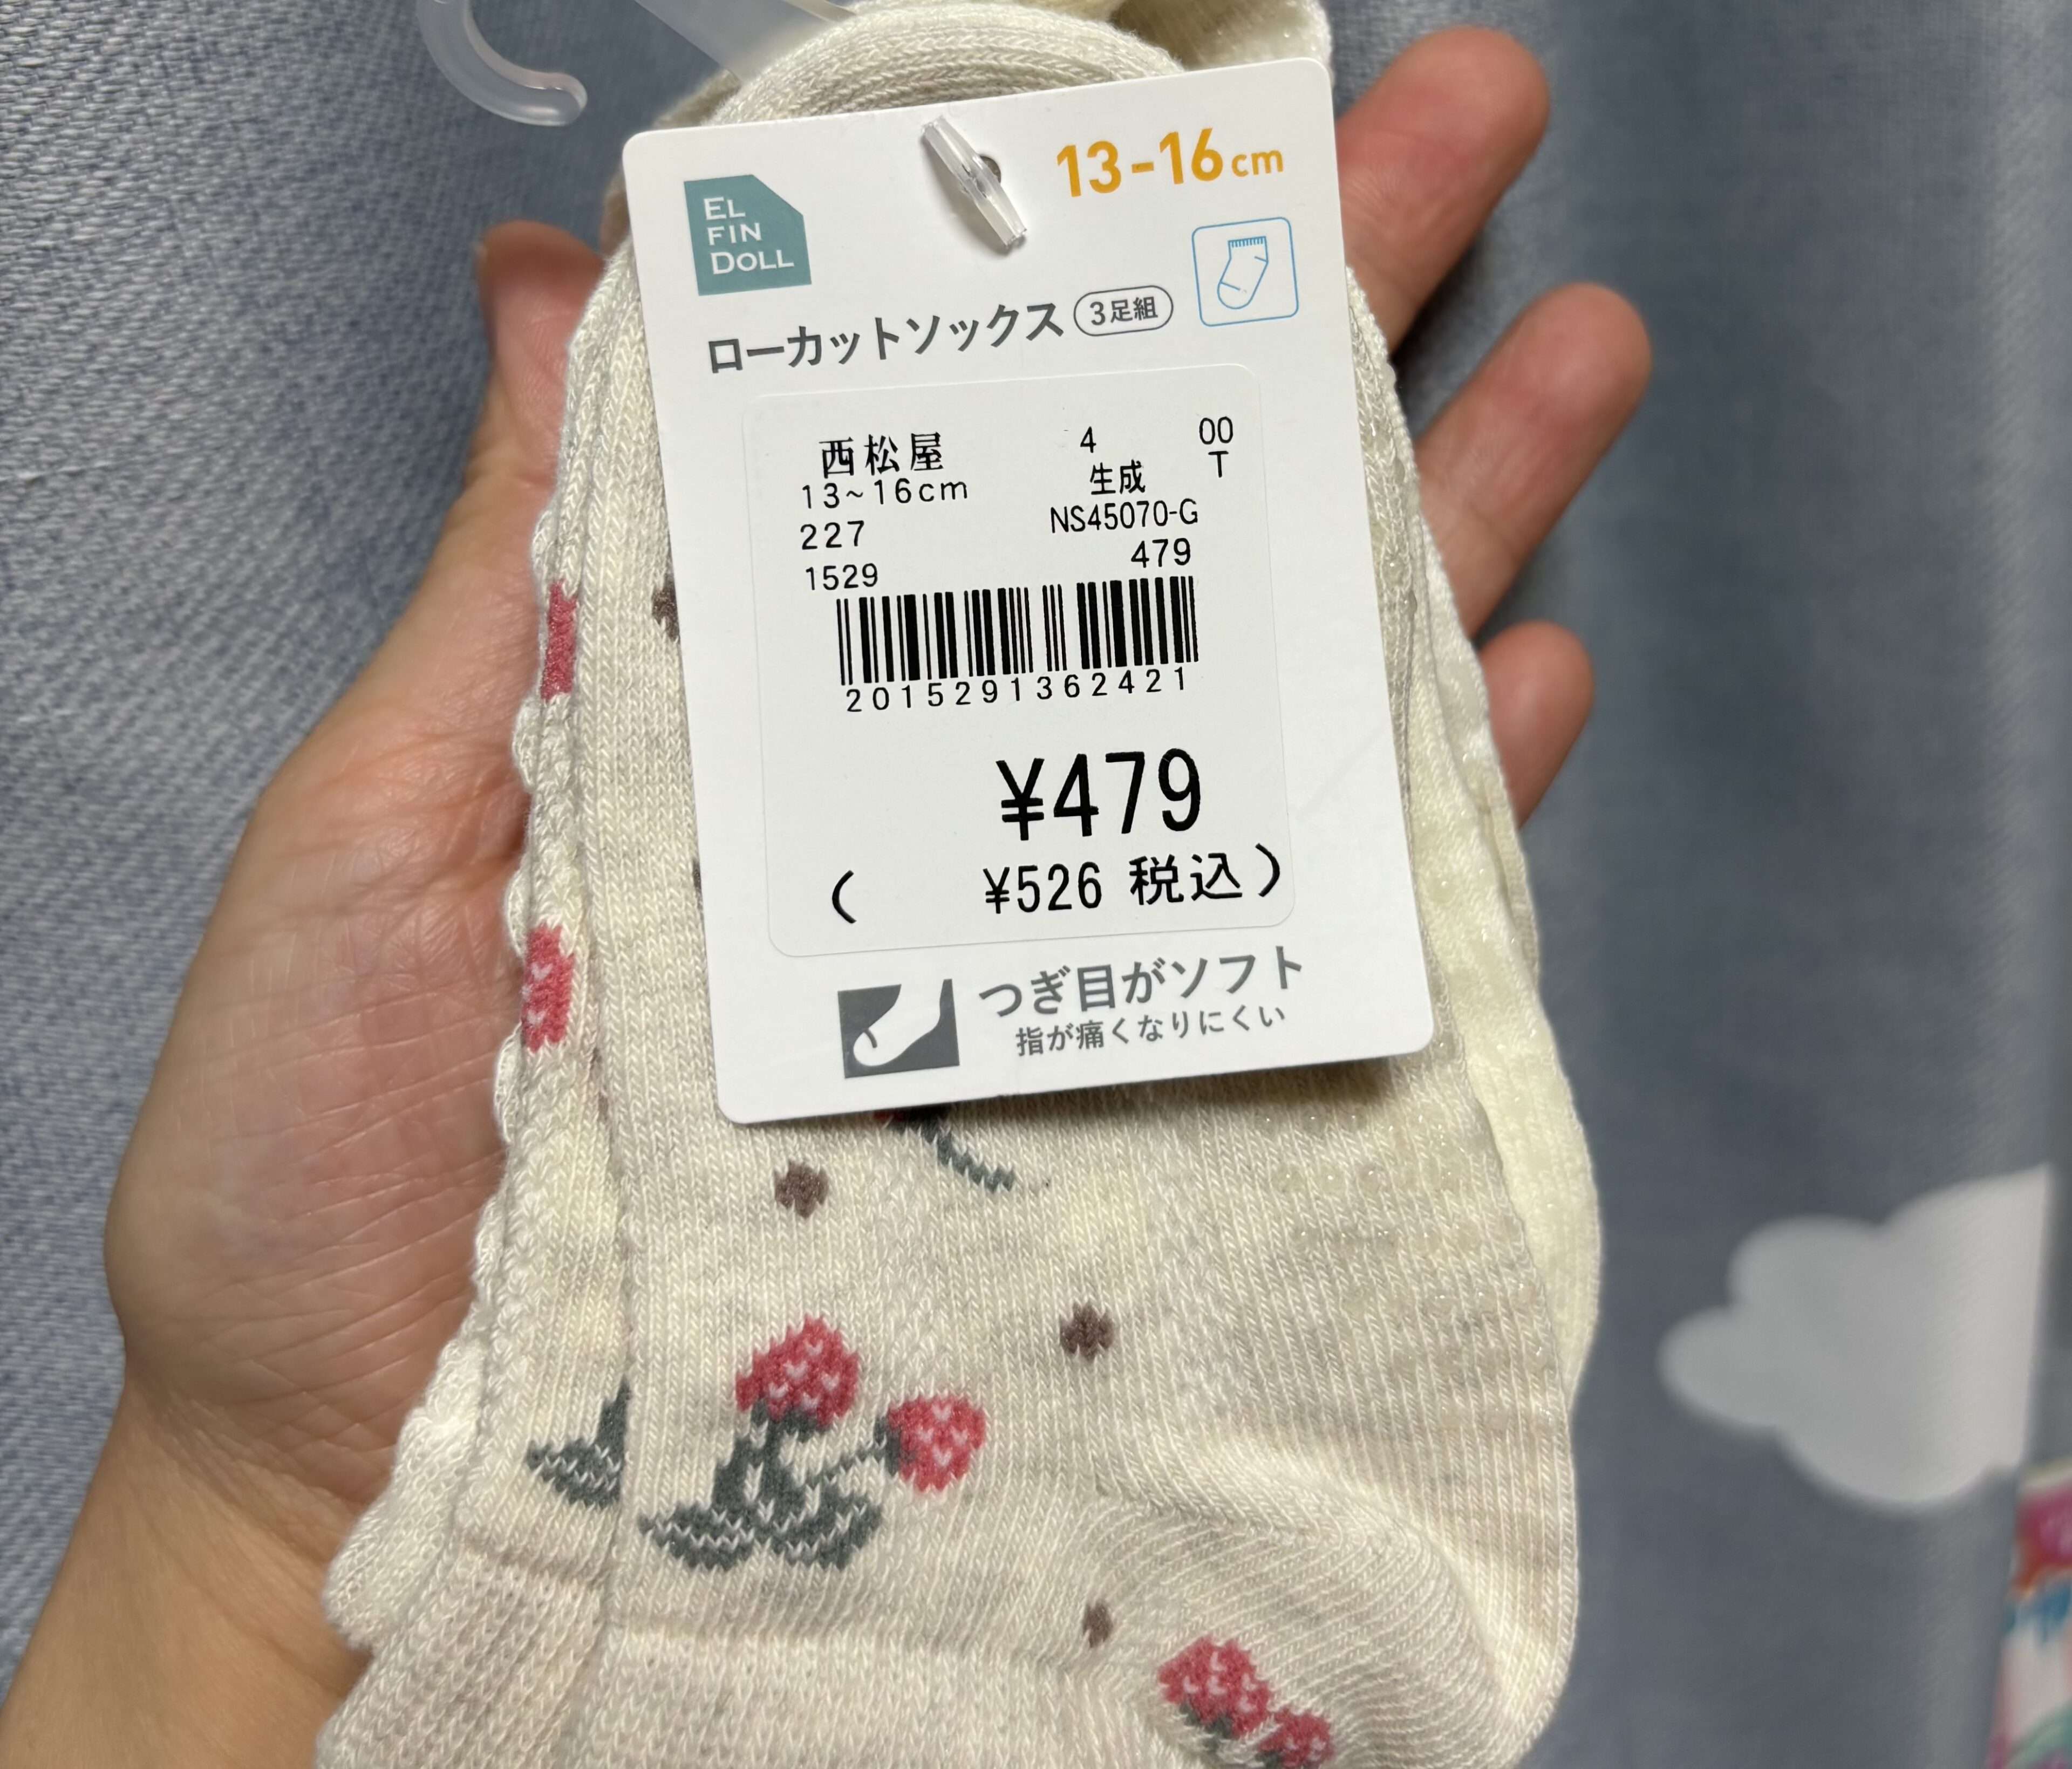 EL
FIN
DOLL
13-16cm
ローカットソックス 3足組
西松屋 4 00
13~16cm 生成 T
227 NS45070-G
1529 479
2015291362421
¥479
( ¥526 税込)
つぎ目がソフト
指が痛くなりにくい